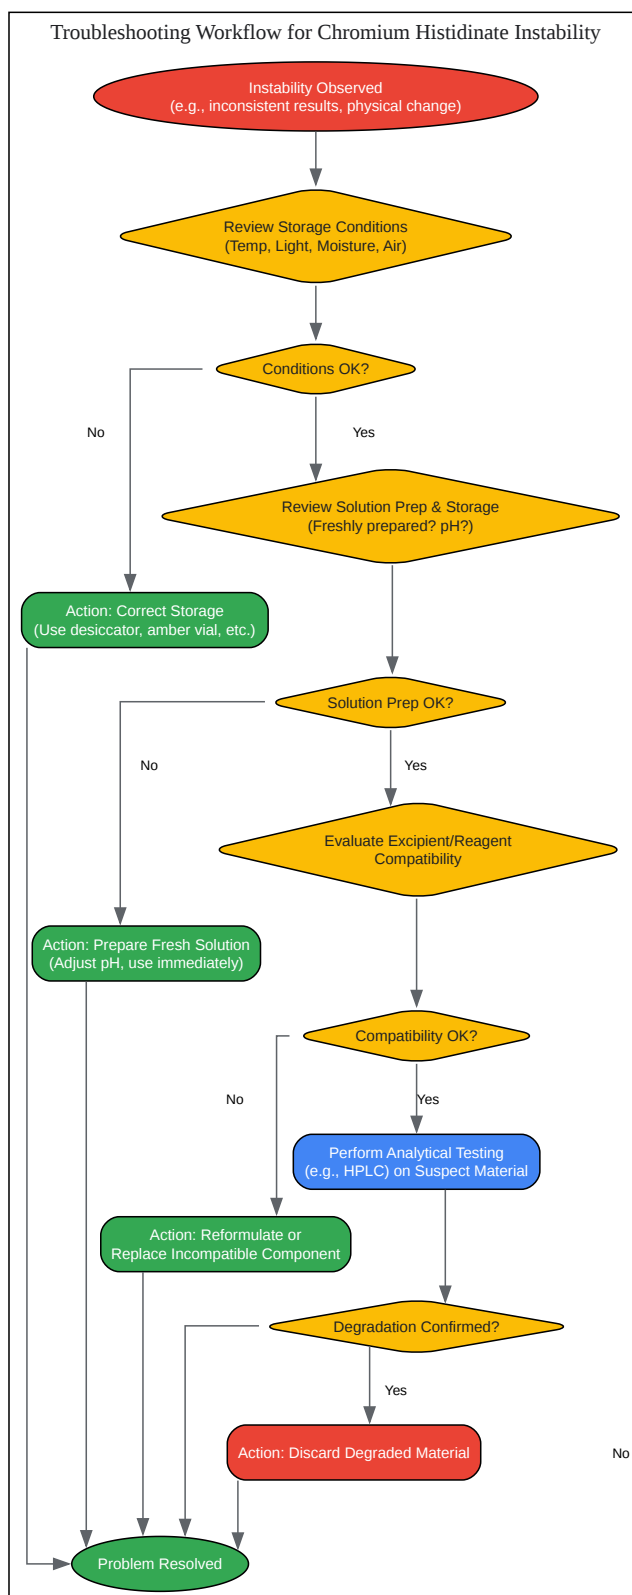 Troubleshooting Workflow for Chromium Histidinate Instability
Instability Observed
(e.g., inconsistent results, physical change)
Review Storage Conditions
(Temp, Light, Moisture, Air)
Conditions OK?
No
Yes
Review Solution Prep & Storage
(Freshly prepared? pH?)
Action: Correct Storage
(Use desiccator, amber vial, etc.)
Solution Prep OK?
No
Yes
Evaluate Excipient/Reagent
Compatibility
Action: Prepare Fresh Solution
(Adjust pH, use immediately)
Compatibility OK?
No
Yes
Perform Analytical Testing
(e.g., HPLC) on Suspect Material
Action: Reformulate or
Replace Incompatible Component
Degradation Confirmed?
Yes
Action: Discard Degraded Material
No
Problem Resolved